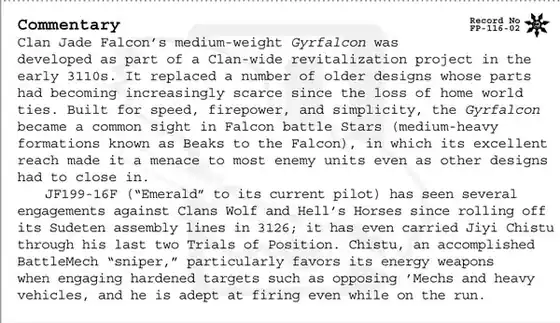 Commentary
Record No
FP-116-02
Clan Jade Falcon's medium-weight Gyrfalcon was
developed as part of a Clan-wide revitalization project in the
early 3110s. It replaced a number of older designs whose parts
had becoming increasingly scarce since the loss of home world
ties. Built for speed, firepower, and simplicity, the Gyrfalcon
became a common sight in Falcon battle Stars (medium-heavy
formations known as Beaks to the Falcon), in which its excellent
reach made it a menace to most enemy units even as other designs
had to close in.
JF199-16F (“Emerald” to its current pilot) has seen several
engagements against Clans Wolf and Hell's Horses since rolling off
its Sudeten assembly lines in 3126; it has even carried Jiyi Chistu
through his last two Trials of Position. Chistu, an accomplished
BattleMech “sniper,” particularly favors its energy weapons
when engaging hardened targets such as opposing 'Mechs and heavy
vehicles, and he is adept at firing even while on the run.